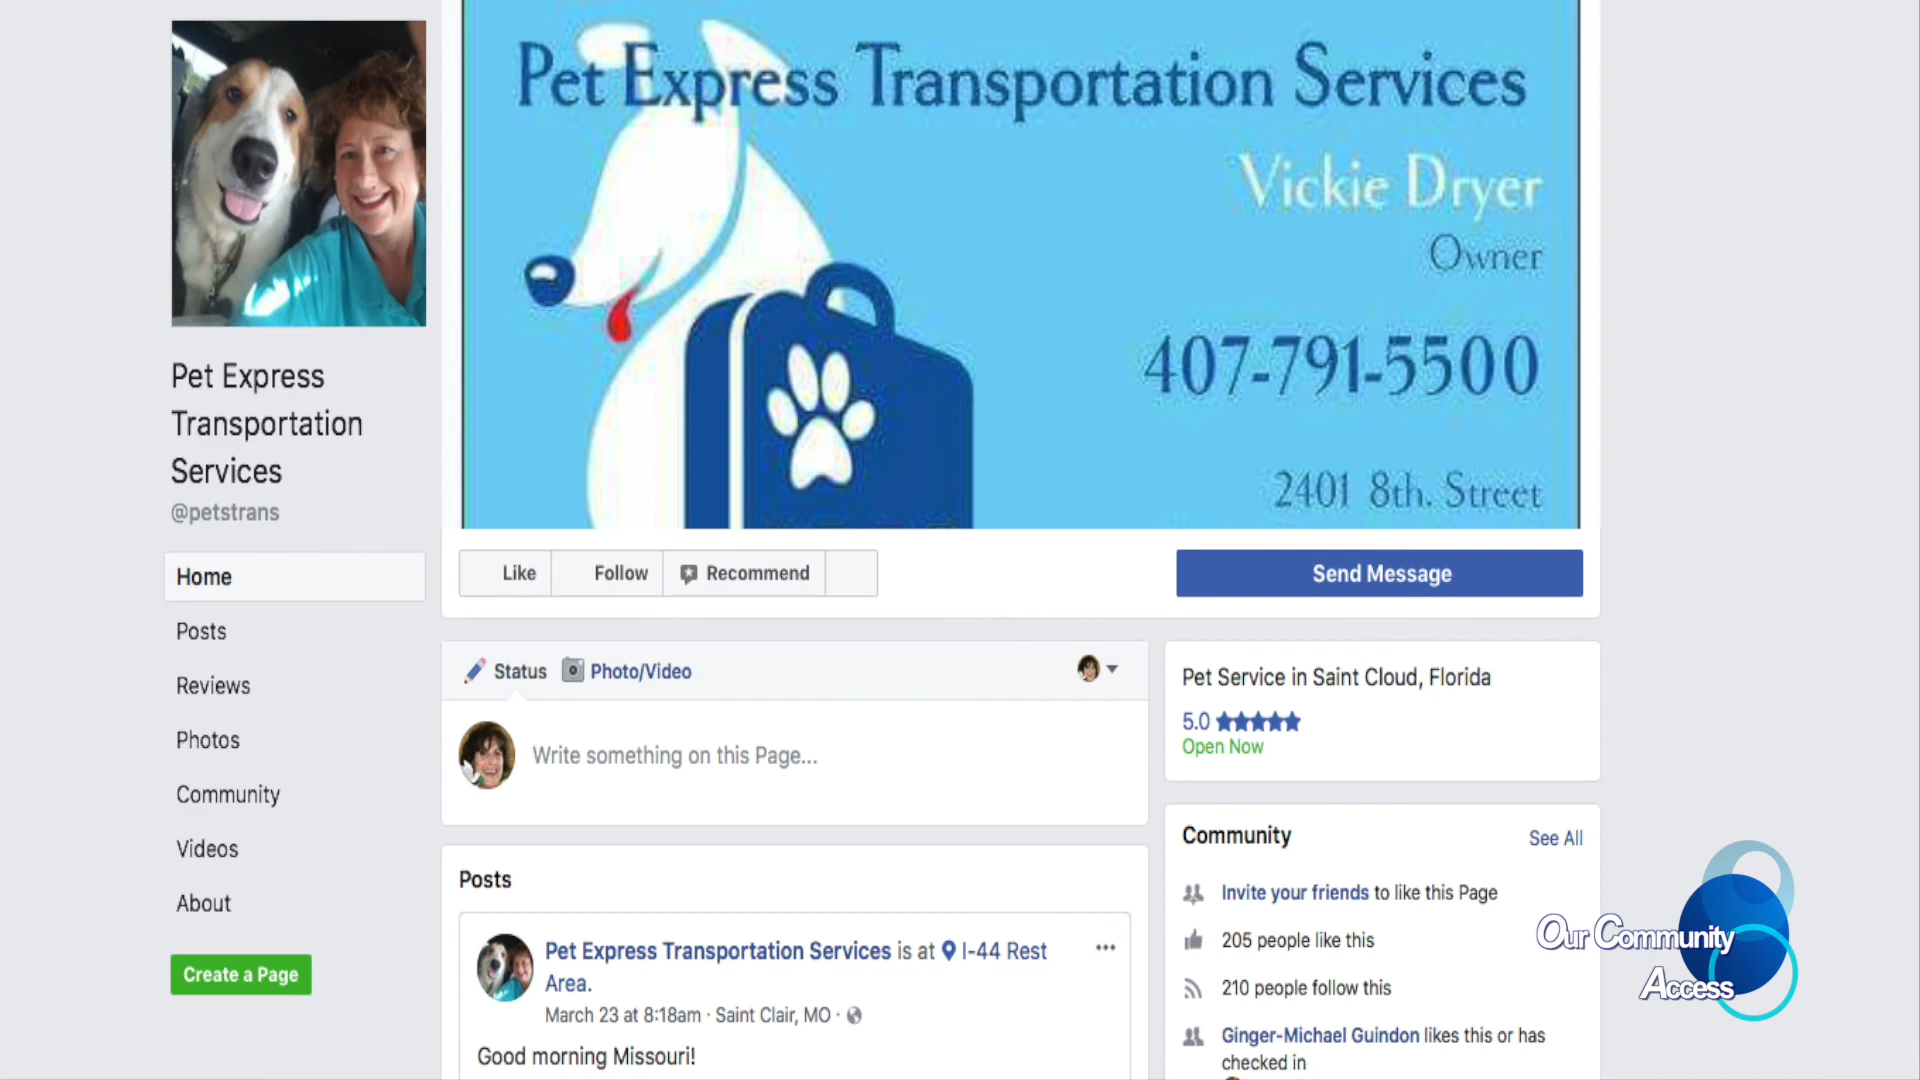 Pet Express Transportation Services
Vickie Dryer
Owner
407-791-5500
2401 8th. Street
Pet Express
Transportation
Services
@petstrans
Home
Posts
Reviews
Photos
Community
Videos
About
Create a Page
Like
Follow
Recommend
Send Message
Status
Photo/Video
Write something on this Page...
Posts
Pet Express Transportation Services is at I-44 Rest
Area.
March 23 at 8:18am · Saint Clair, MO ·
Good morning Missouri!
Pet Service in Saint Cloud, Florida
5.0
Open Now
Community
See All
Invite your friends to like this Page
205 people like this
210 people follow this
Ginger-Michael Guindon likes this or has
checked in
Our Community
Access